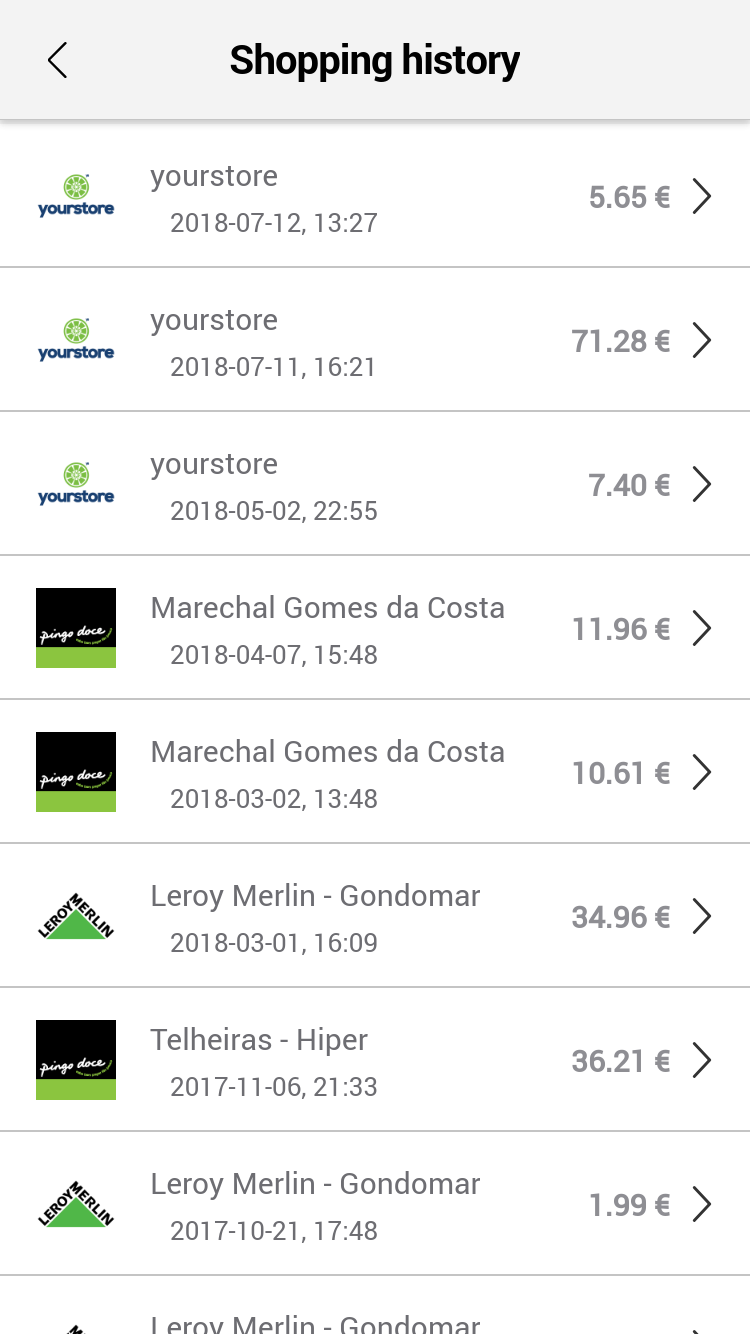 Shopping history
yourstore
yourstore
5.65 €
2018-07-12, 13:27
yourstore
yourstore
71.28 €
2018-07-11, 16:21
yourstore
yourstore
7.40 €
2018-05-02, 22:55
pingo doce
Marechal Gomes da Costa
11.96 €
2018-04-07, 15:48
pingo doce
Marechal Gomes da Costa
10.61 €
2018-03-02, 13:48
LEROY MERLIN
Leroy Merlin - Gondomar
34.96 €
2018-03-01, 16:09
pingo doce
Telheiras - Hiper
36.21 €
2017-11-06, 21:33
LEROY MERLIN
Leroy Merlin - Gondomar
1.99 €
2017-10-21, 17:48
Leroy Merlin - Gondomar